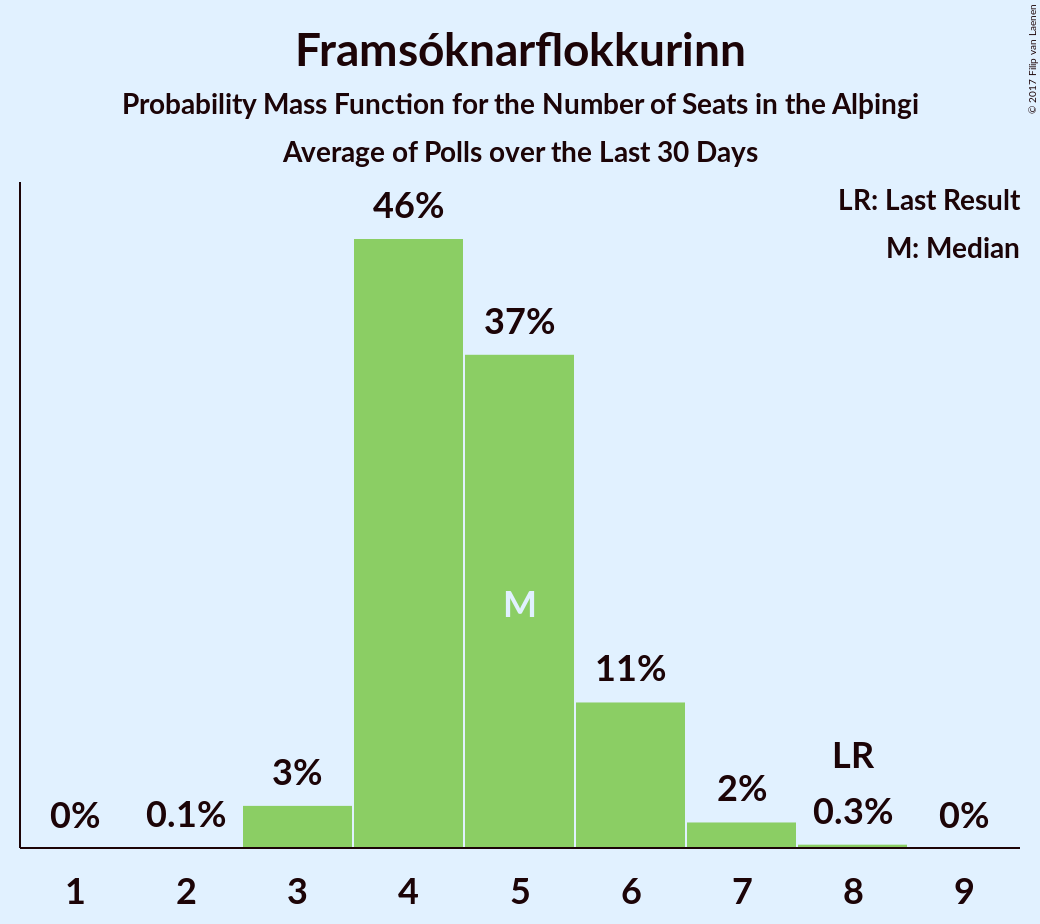 Framsóknarflokkurinn
Probability Mass Function for the Number of Seats in the Alþingi
Average of Polls over the Last 30 Days
© 2017 Filip van Laenen
LR: Last Result
M: Median
46%
37%
M
11%
3%
2%
LR
0%
0.1%
0.3%
0%
1 2 3 4 5 6 7 8 9